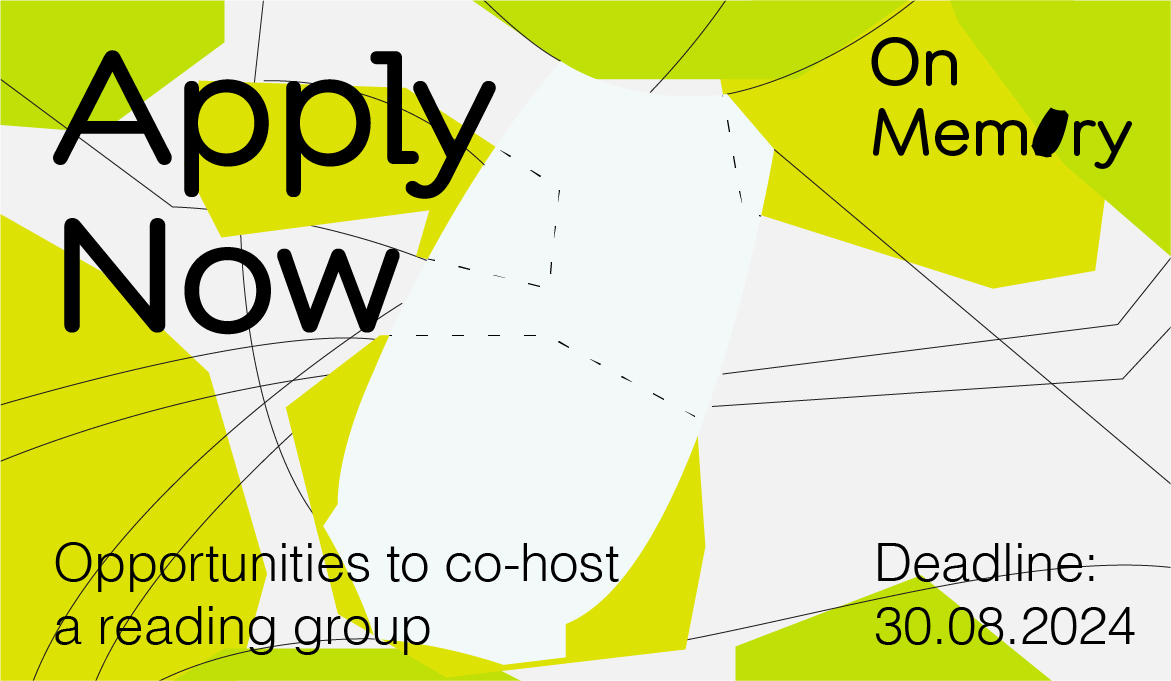 Apply
Now
On
Memory
Opportunities to co-host
a reading group
Deadline:
30.08.2024